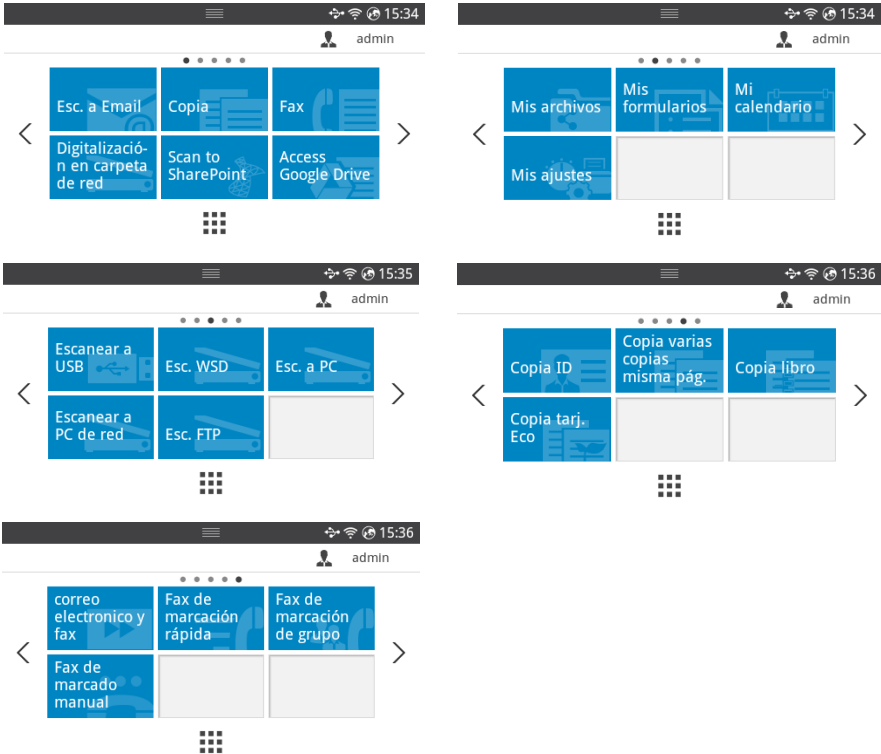 15:34
admin
Esc. a Email
Copia
Fax
Digitalizació-
n en carpeta
de red
Scan to
SharePoint
Access
Google Drive
15:34
admin
Mis archivos
Mis
formularios
Mi
calendario
Mis ajustes
15:35
admin
Escanear a
USB
Esc. WSD
Esc. a PC
Escanear a
PC de red
Esc. FTP
15:36
admin
Copia ID
Copia varias
copias
misma pág.
Copia libro
Copia tarj.
Eco
15:36
admin
correo
electronico y
fax
Fax de
marcación
rápida
Fax de
marcación
de grupo
Fax de
marcado
manual